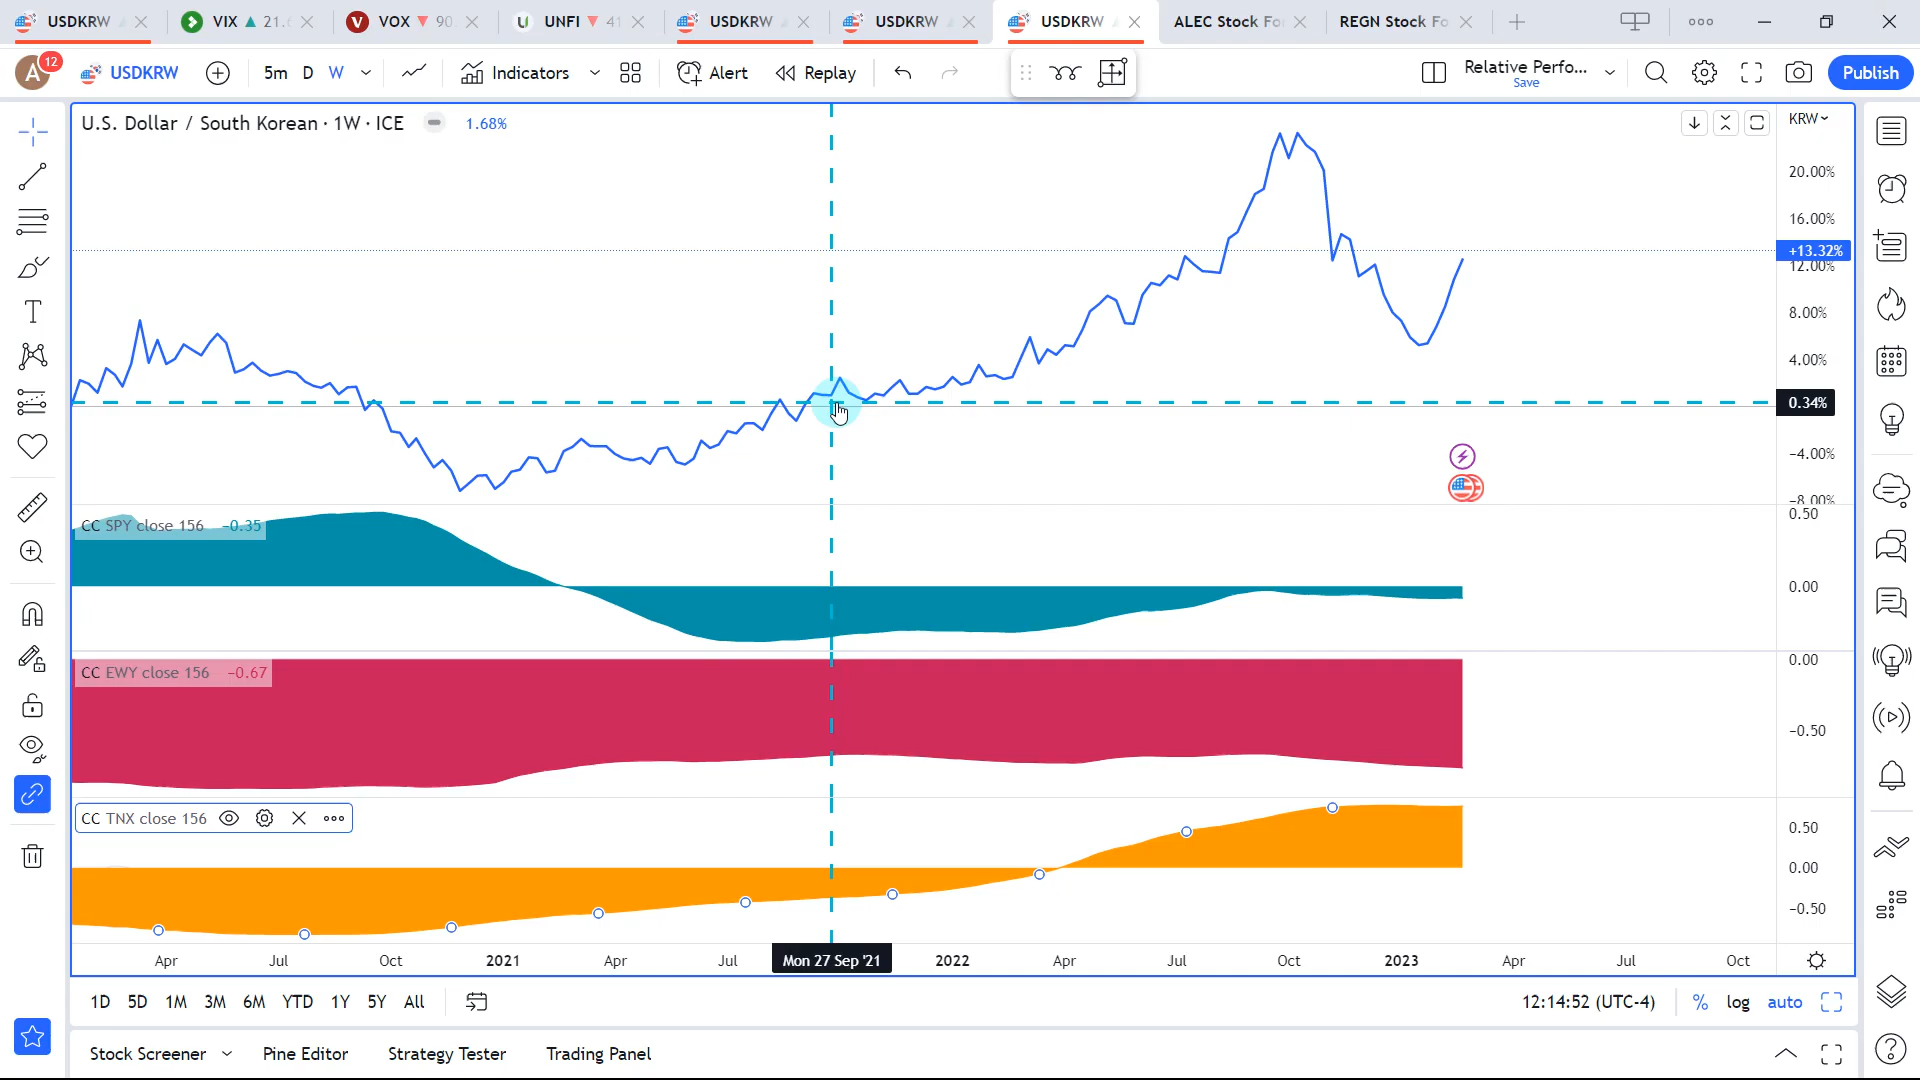 USDKRW
VIX ▲ 21.
VOX ▼ 90.
UNFI ▼ 41
USDKRW
USDKRW
USDKRW
ALEC Stock Fo
REGN Stock Fo
A 12
USDKRW
5m D W
Indicators
Alert
Replay
Relative Perfo...
Save
Publish
U.S. Dollar / South Korean · 1W · ICE
1.68%
KRW
20.00%
16.00%
+13.32%
12.00%
8.00%
4.00%
0.34%
−4.00%
−8.00%
CC SPY close 156 −0.35
0.50
0.00
CC EWY close 156 −0.67
0.00
−0.50
CC TNX close 156
0.50
0.00
−0.50
Apr Jul Oct 2021 Apr Jul Mon 27 Sep '21 2022 Apr Jul Oct 2023 Apr Jul Oct
1D 5D 1M 3M 6M YTD 1Y 5Y All
12:14:52 (UTC-4) % log auto
Stock Screener Pine Editor Strategy Tester Trading Panel